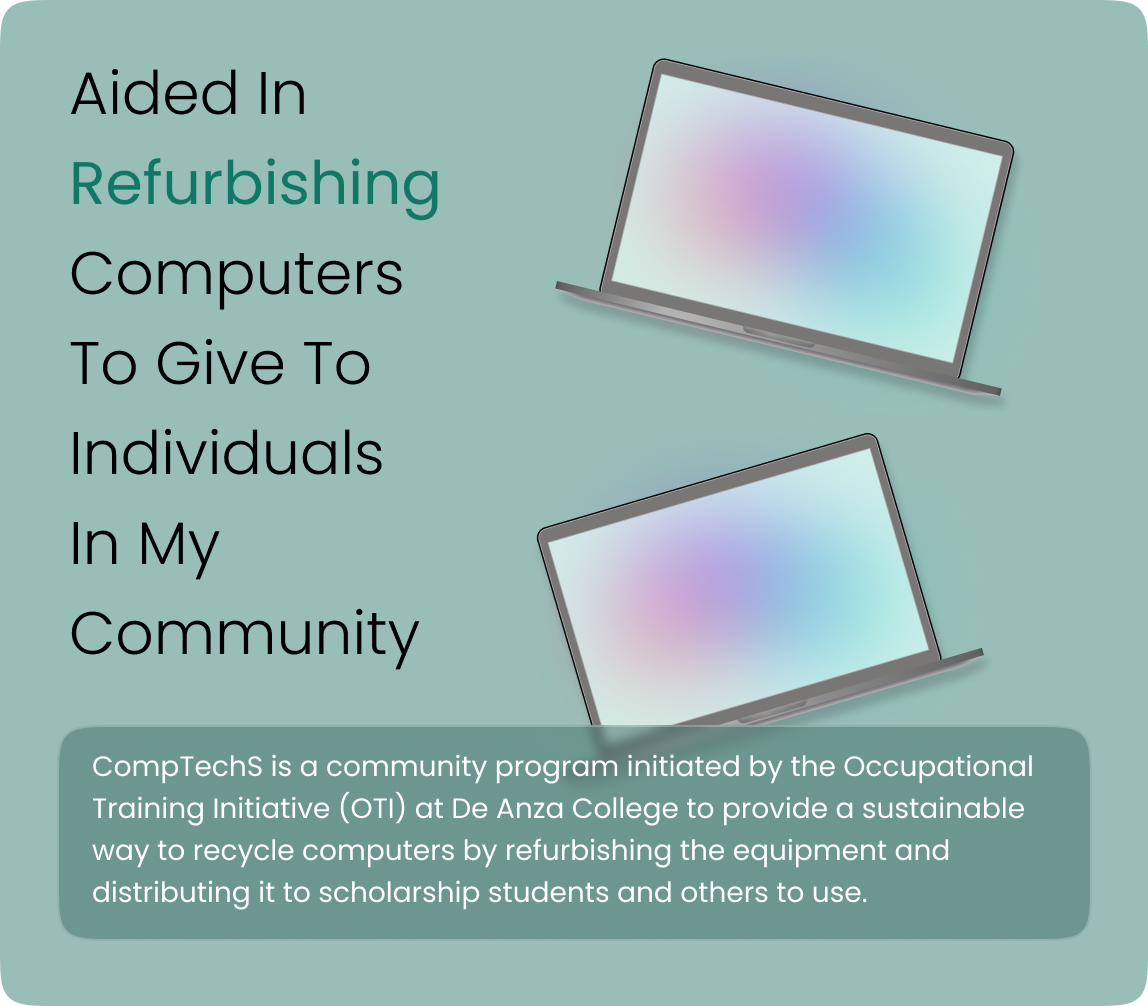 Aided In
Refurbishing
Computers
To Give To
Individuals
In My
Community
CompTechS is a community program initiated by the Occupational
Training Initiative (OTI) at De Anza College to provide a sustainable
way to recycle computers by refurbishing the equipment and
distributing it to scholarship students and others to use.